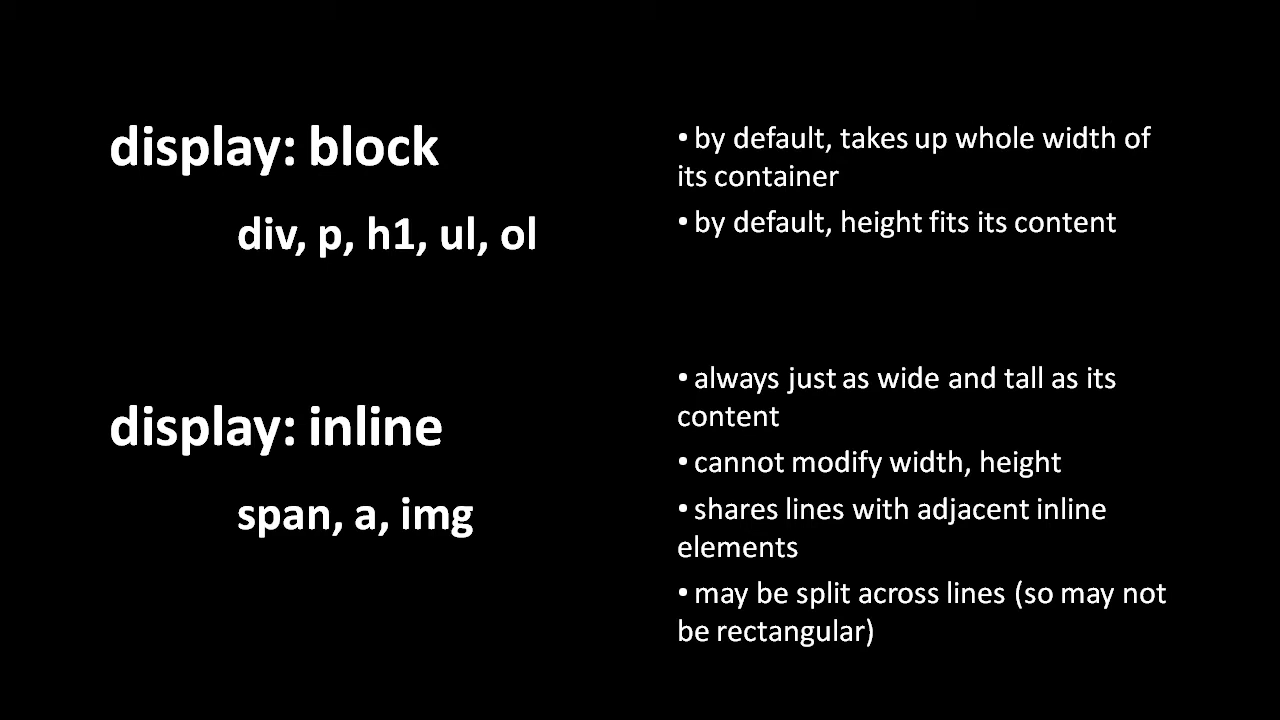 display: block
div, p, h1, ul, ol
• by default, takes up whole width of
its container
• by default, height fits its content
display: inline
span, a, img
• always just as wide and tall as its
content
• cannot modify width, height
• shares lines with adjacent inline
elements
• may be split across lines (so may not
be rectangular)